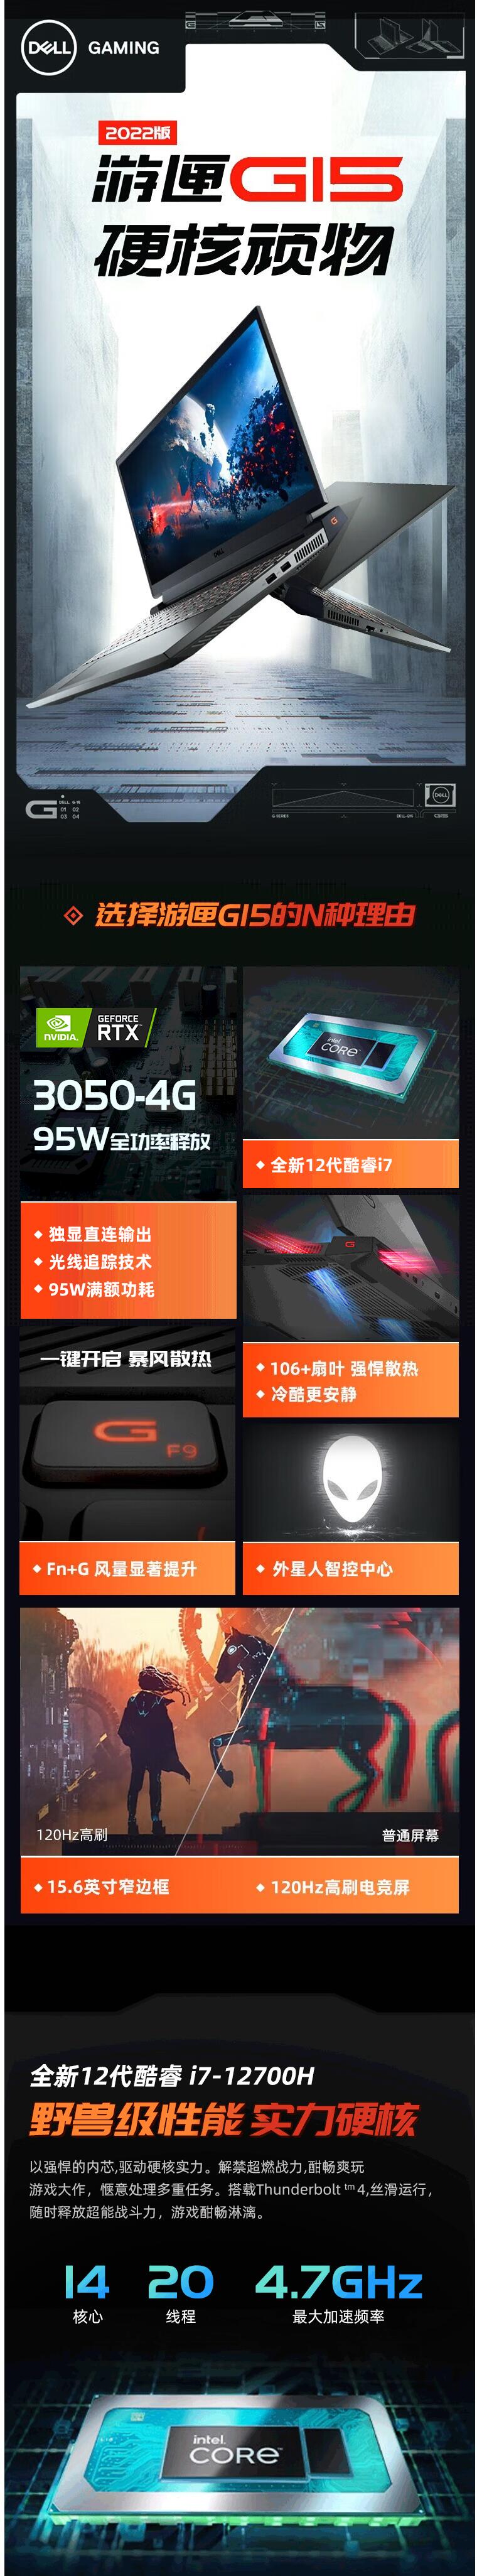 DELL GAMING
2022版
游匣G15
硬核顽物
DELL
G
DELL G-15
01 02
03 04
G-SERIES
DELL-G15
DELL
G15
选择游匣G15的N种理由
NVIDIA.
GEFORCE
RTX™
3050-4G
95W全功率释放
独显直连输出
光线追踪技术
95W满额功耗
intel
CORE
全新12代酷睿i7
G
106+扇叶 强悍散热
冷酷更安静
一键开启 暴风散热
G
F9
Fn+G 风量显著提升
外星人智控中心
120Hz高刷
普通屏幕
15.6英寸窄边框
120Hz高刷电竞屏
全新12代酷睿 i7-12700H
野兽级性能 实力硬核
以强悍的内芯,驱动硬核实力。解禁超燃战力,酣畅爽玩
游戏大作，惬意处理多重任务。搭载Thunderbolt ™ 4,丝滑运行，
随时释放超能战斗力，游戏酣畅淋漓。
14 20 4.7GHz
核心 线程 最大加速频率
intel.
CORE™